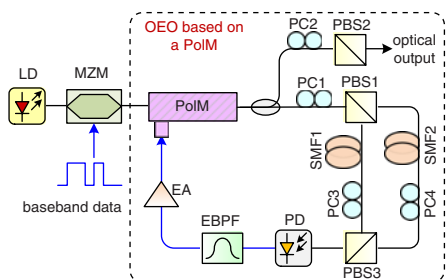 OEO based on
a PolM
PC2
PBS2
optical
output
LD
MZM
PolM
PC1
PBS1
SMF1
SMF2
baseband data
EA
PC3
PC4
EBPF
PD
PBS3